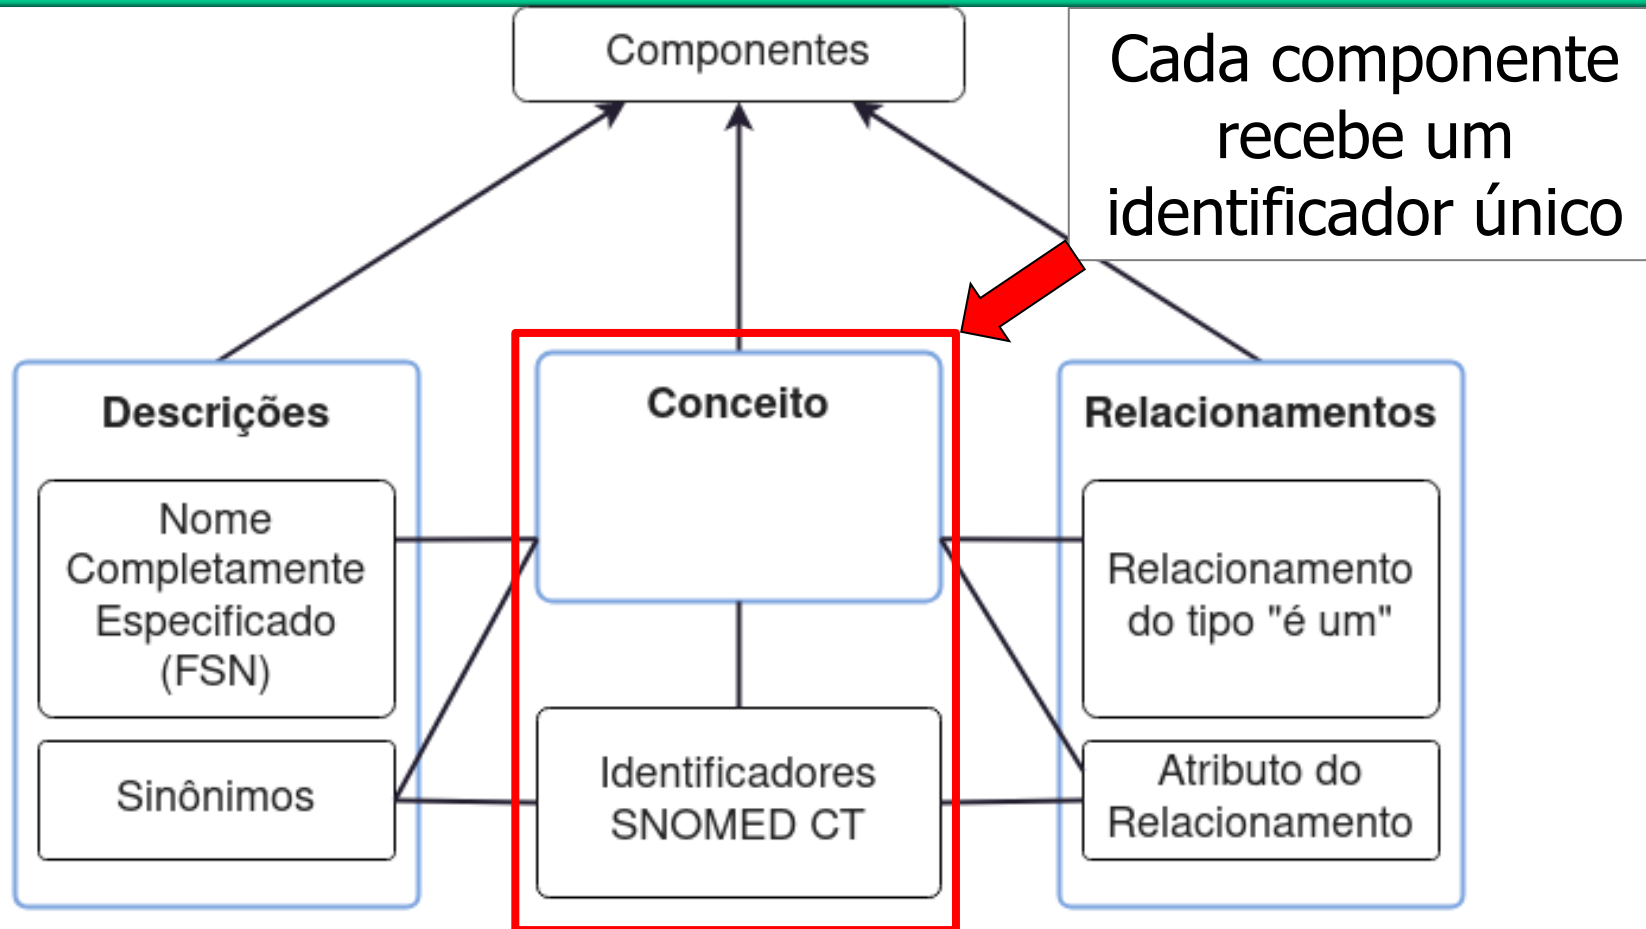 Componentes
Cada componente
recebe um
identificador único
Descrições
Nome
Completamente
Especificado
(FSN)
Sinônimos
Conceito
Identificadores
SNOMED CT
Relacionamentos
Relacionamento
do tipo "é um"
Atributo do
Relacionamento